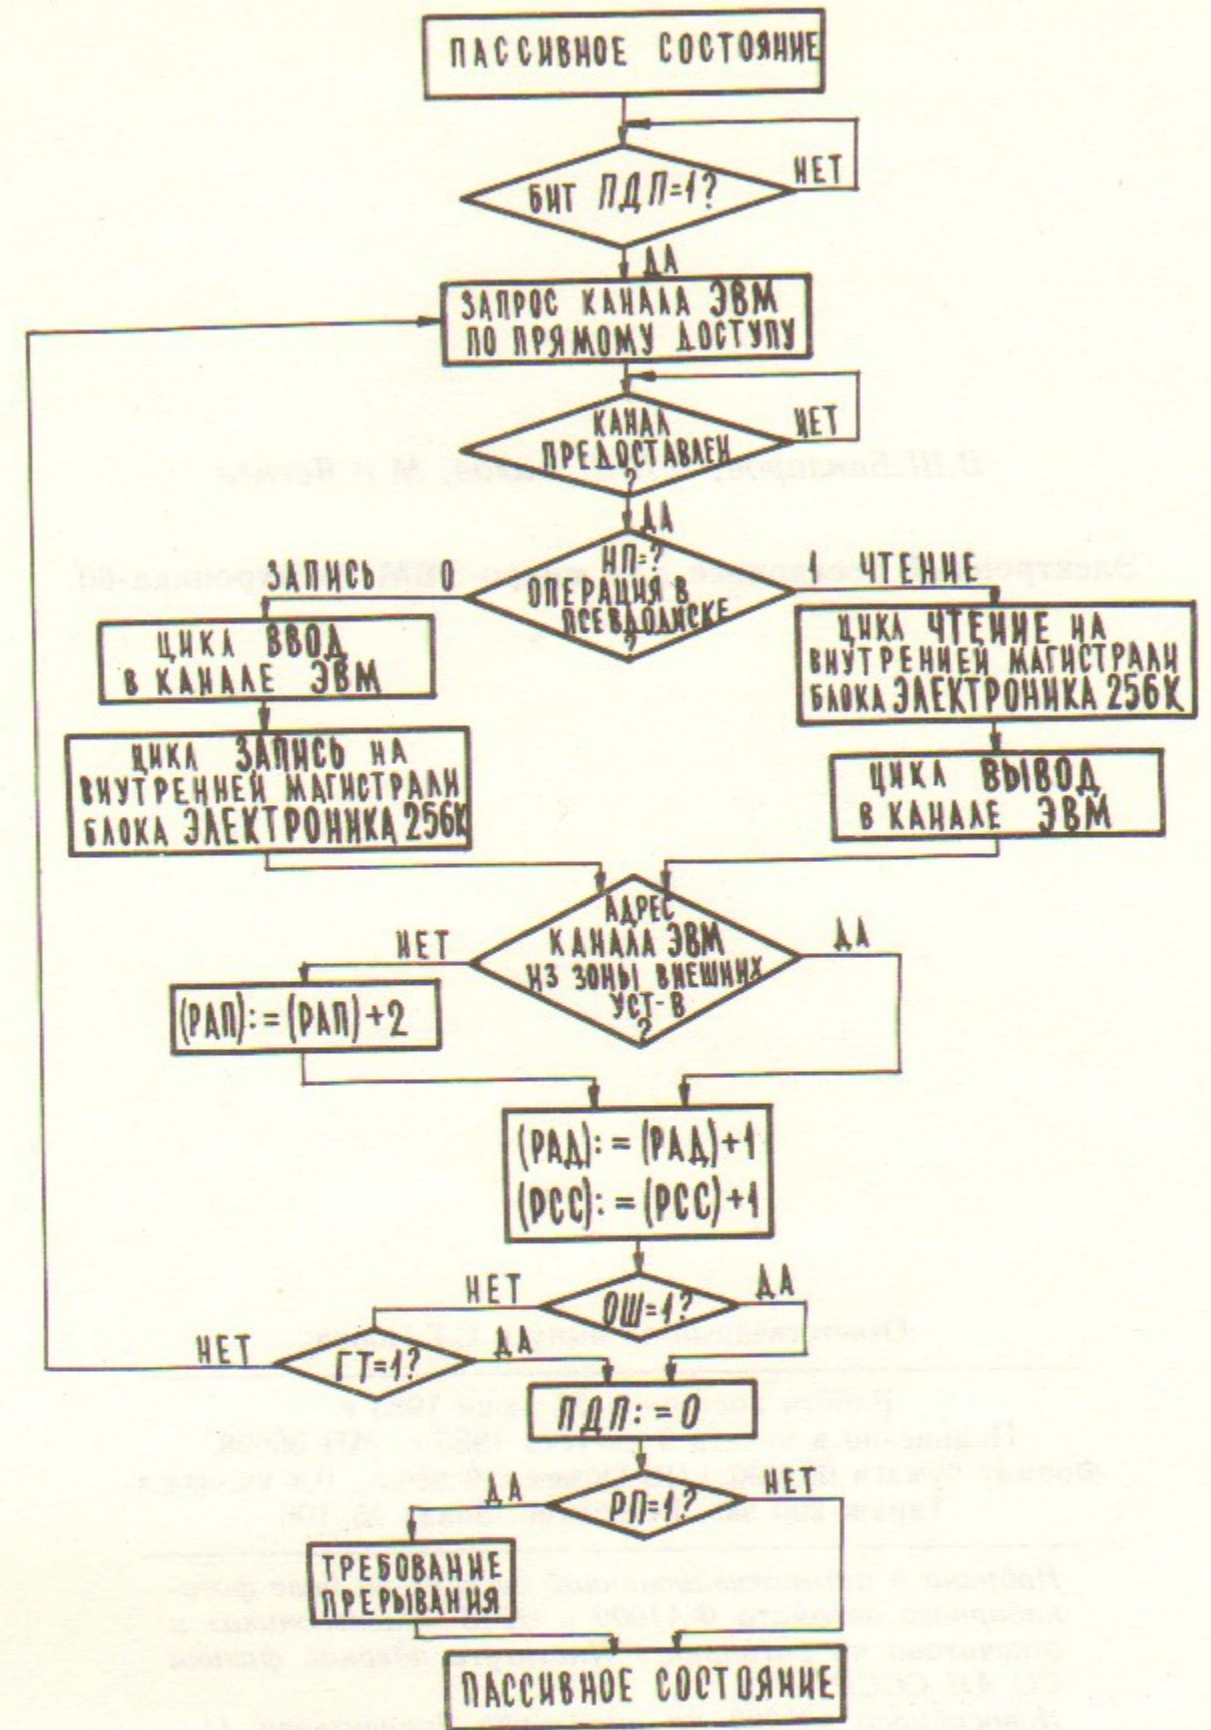 ПАССИВНОЕ СОСТОЯНИЕ
БИТ ПДП=1?
НЕТ
ДА
ЗАПРОС КАНАЛА ЭВМ
ПО ПРЯМОМУ ДОСТУПУ
КАНАЛ
ПРЕДОСТАВЛЕН
?
НЕТ
ДА
ЗАПИСЬ 0
НП=?
ОПЕРАЦИЯ В
ПСЕВДОДИСКЕ
?
1 ЧТЕНИЕ
ЦИКЛ ВВОД
В КАНАЛЕ ЭВМ
ЦИКЛ ЧТЕНИЕ НА
ВНУТРЕННЕЙ МАГИСТРАЛИ
БЛОКА ЭЛЕКТРОНИКА 256К
ЦИКЛ ЗАПИСЬ НА
ВНУТРЕННЕЙ МАГИСТРАЛИ
БЛОКА ЭЛЕКТРОНИКА 256К
ЦИКЛ ВЫВОД
В КАНАЛЕ ЭВМ
НЕТ
АДРЕС
КАНАЛА ЭВМ
ИЗ ЗОНЫ ВНЕШНИХ
УСТ-В
?
ДА
(РАП):=(РАП)+2
(РАД):=(РАД)+1
(РСС):=(РСС)+1
НЕТ
ОШ=1?
ДА
НЕТ
ГТ=1?
ДА
ПДП:=0
ДА
РП=1?
НЕТ
ТРЕБОВАНИЕ
ПРЕРЫВАНИЯ
ПАССИВНОЕ СОСТОЯНИЕ